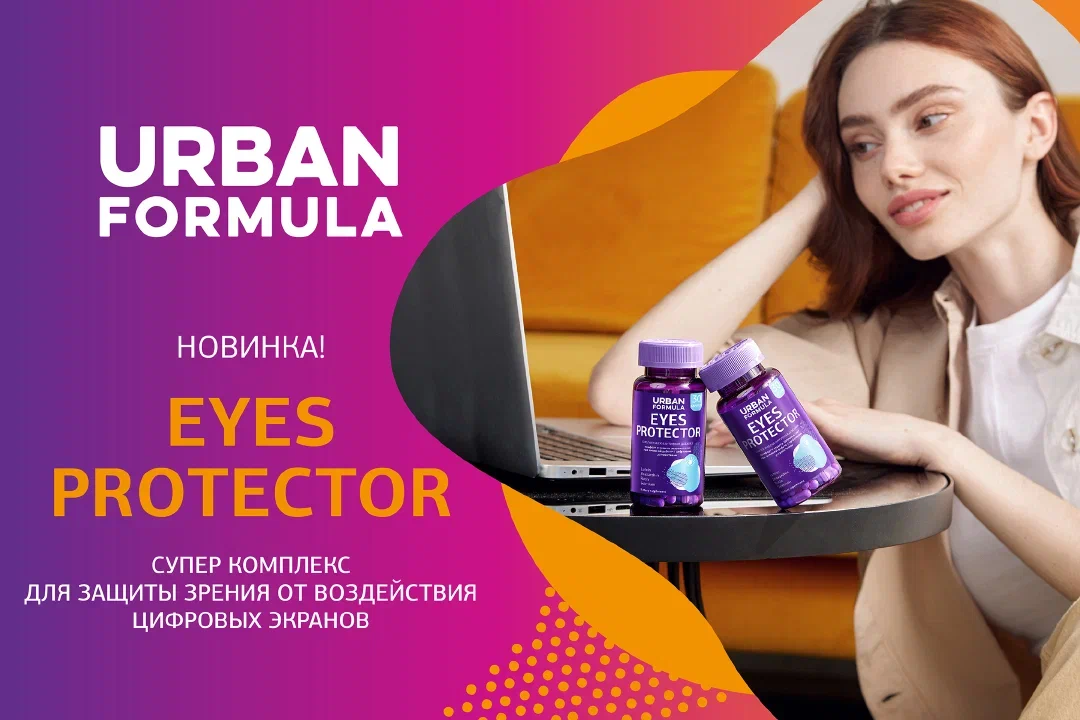 URBAN
FORMULA
НОВИНКА!
EYES
PROTECTOR
СУПЕР КОМПЛЕКС
ДЛЯ ЗАЩИТЫ ЗРЕНИЯ ОТ ВОЗДЕЙСТВИЯ
ЦИФРОВЫХ ЭКРАНОВ
URBAN
FORMULA
EYES
PROTECTOR
URBAN
FORMULA
EYES
PROTECTOR